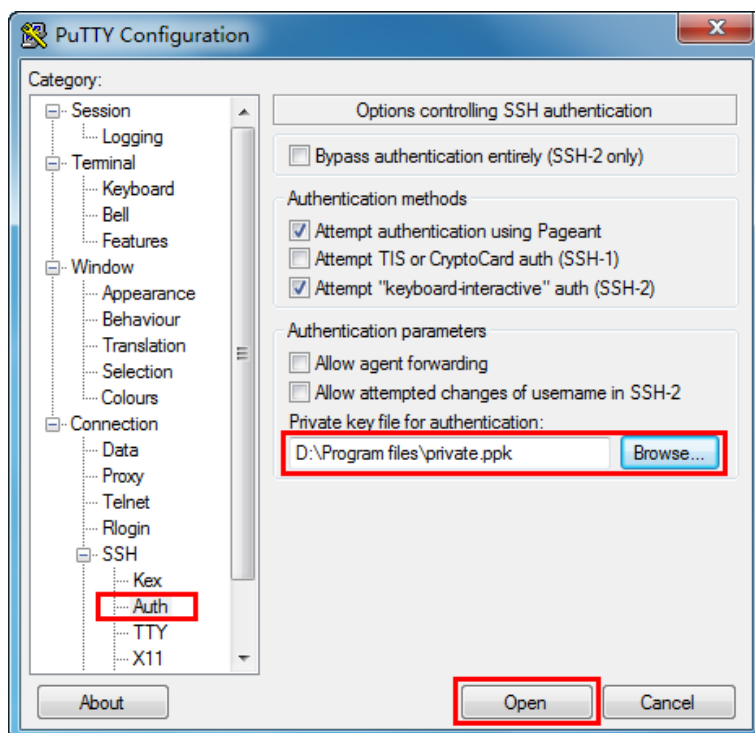 PuTTY Configuration
Category:
Session
Logging
Terminal
Keyboard
Bell
Features
Window
Appearance
Behaviour
Translation
Selection
Colours
Connection
Data
Proxy
Telnet
Rlogin
SSH
Kex
Auth
TTY
X11
Options controlling SSH authentication
Bypass authentication entirely (SSH-2 only)
Authentication methods
Attempt authentication using Pageant
Attempt TIS or CryptoCard auth (SSH-1)
Attempt "keyboard-interactive" auth (SSH-2)
Authentication parameters
Allow agent forwarding
Allow attempted changes of username in SSH-2
Private key file for authentication:
D:\Program files\private.ppk
Browse...
About
Open
Cancel